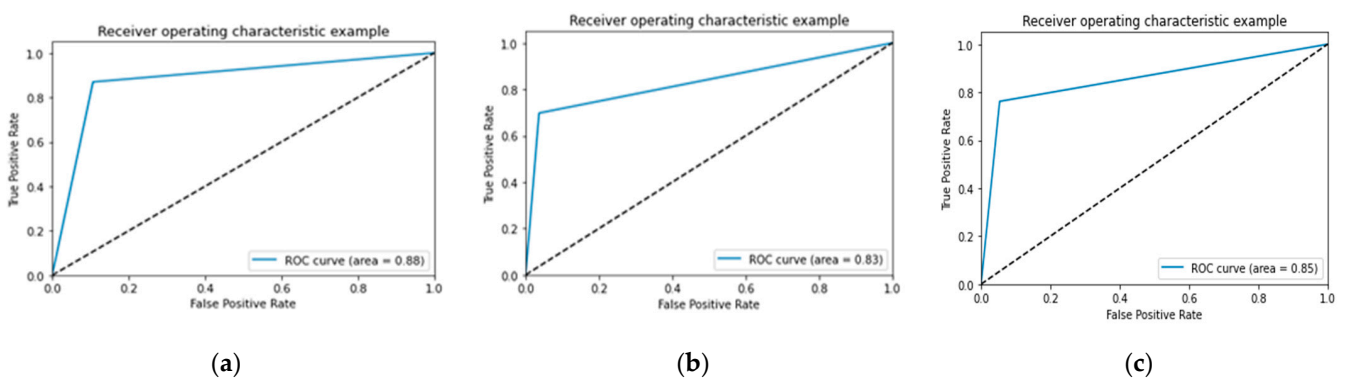 Receiver operating characteristic example
True Positive Rate
1.0
0.8
0.6
0.4
0.2
0.0
ROC curve (area = 0.88)
0.0 0.2 0.4 0.6 0.8 1.0
False Positive Rate
(a)
Receiver operating characteristic example
True Positive Rate
1.0
0.8
0.6
0.4
0.2
0.0
ROC curve (area = 0.83)
0.0 0.2 0.4 0.6 0.8 1.0
False Positive Rate
(b)
Receiver operating characteristic example
True Positive Rate
1.0
0.8
0.6
0.4
0.2
0.0
ROC curve (area = 0.85)
0.0 0.2 0.4 0.6 0.8 1.0
False Positive Rate
(c)